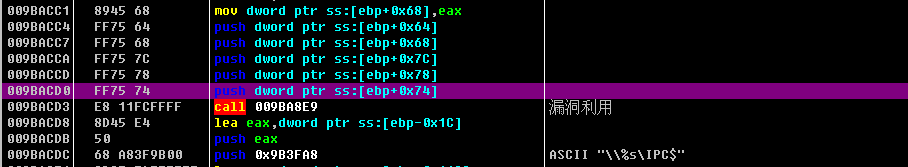 009BACC1 8945 68 mov dword ptr ss:[ebp+0x68],eax
009BACC4 FF75 64 push dword ptr ss:[ebp+0x64]
009BACC7 FF75 68 push dword ptr ss:[ebp+0x68]
009BACCA FF75 7C push dword ptr ss:[ebp+0x7C]
009BACCD FF75 78 push dword ptr ss:[ebp+0x78]
009BACD0 FF75 74 push dword ptr ss:[ebp+0x74]
009BACD3 E8 11FCFFFF call 009BA8E9 漏洞利用
009BACD8 8D45 E4 lea eax,dword ptr ss:[ebp-0x1C]
009BACDB 50 push eax
009BACDC 68 A83F9B00 push 0x9B3FA8 ASCII "\\%s\IPC$"